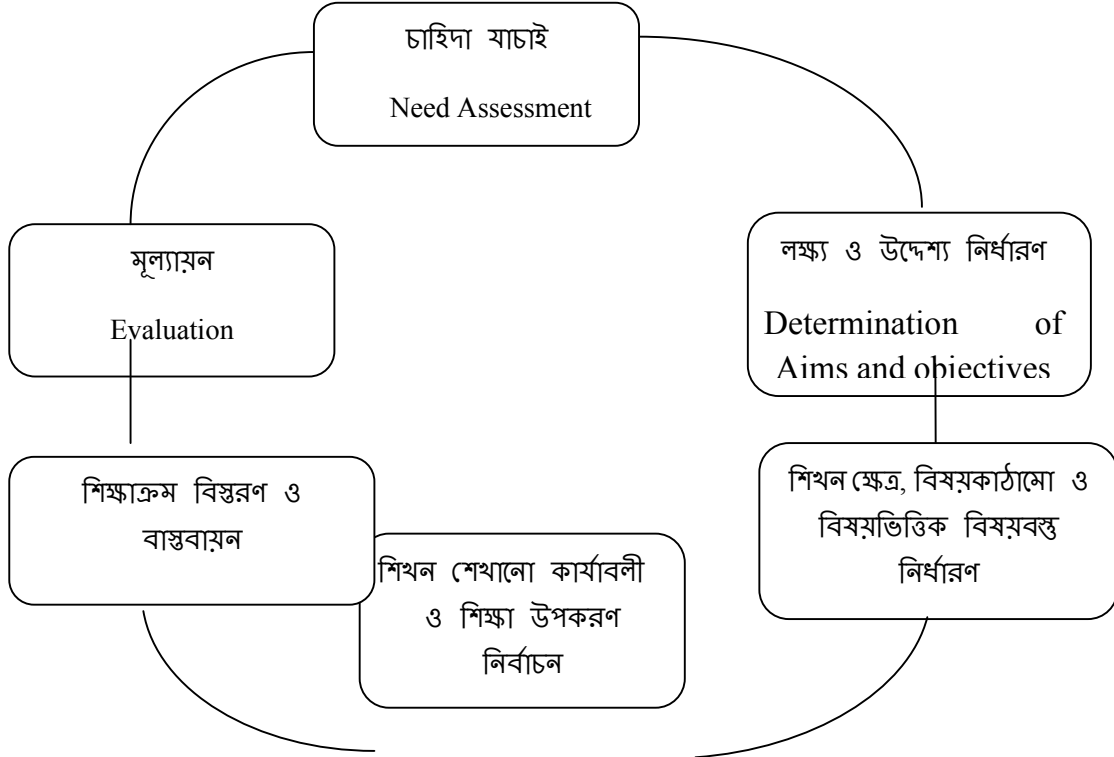 চাহিদা যাচাই
Need Assessment
মূল্যায়ন
Evaluation
লক্ষ্য ও উদ্দেশ্য নির্ধারণ
Determination of
Aims and objectives
শিক্ষাক্রম বিস্তরণ ও
বাস্তবায়ন
শিখন ক্ষেত্র, বিষয়কাঠামো ও
বিষয়ভিত্তিক বিষয়বস্তু
নির্ধারণ
শিখন শেখানো কার্যাবলী
ও শিক্ষা উপকরণ
নির্বাচন